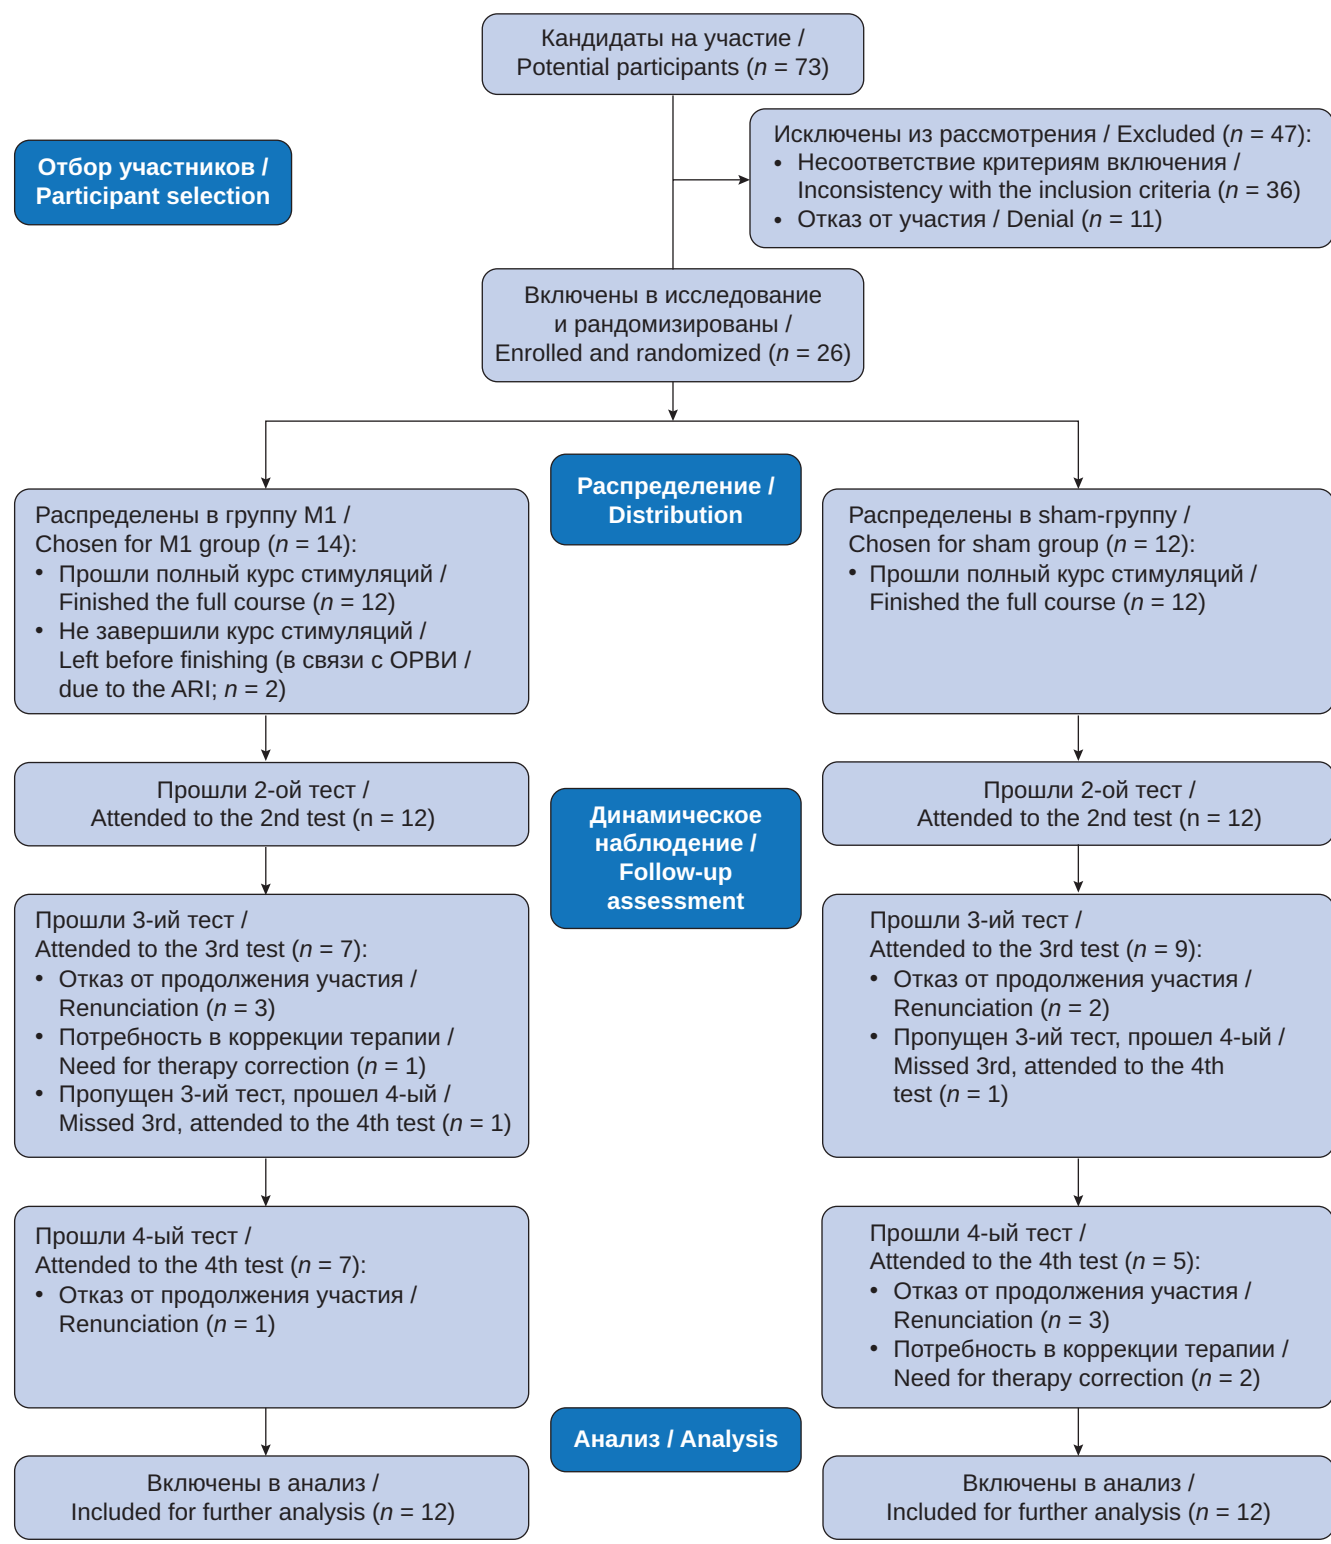 Кандидаты на участие /
Potential participants (n = 73)
Исключены из рассмотрения / Excluded (n = 47):
• Несоответствие критериям включения /
Inconsistency with the inclusion criteria (n = 36)
• Отказ от участия / Denial (n = 11)
Отбор участников /
Participant selection
Включены в исследование
и рандомизированы /
Enrolled and randomized (n = 26)
Распределение /
Distribution
Распределены в группу М1 /
Chosen for M1 group (n = 14):
• Прошли полный курс стимуляций /
Finished the full course (n = 12)
• Не завершили курс стимуляций /
Left before finishing (в связи с ОРВИ /
due to the ARI; n = 2)
Распределены в sham-группу /
Chosen for sham group (n = 12):
• Прошли полный курс стимуляций /
Finished the full course (n = 12)
Прошли 2-ой тест /
Attended to the 2nd test (n = 12)
Прошли 2-ой тест /
Attended to the 2nd test (n = 12)
Динамическое
наблюдение /
Follow-up
assessment
Прошли 3-ий тест /
Attended to the 3rd test (n = 7):
• Отказ от продолжения участия /
Renunciation (n = 3)
• Потребность в коррекции терапии /
Need for therapy correction (n = 1)
• Пропущен 3-ий тест, прошел 4-ый /
Missed 3rd, attended to the 4th test (n = 1)
Прошли 3-ий тест /
Attended to the 3rd test (n = 9):
• Отказ от продолжения участия /
Renunciation (n = 2)
• Пропущен 3-ий тест, прошел 4-ый /
Missed 3rd, attended to the 4th
test (n = 1)
Прошли 4-ый тест /
Attended to the 4th test (n = 7):
• Отказ от продолжения участия /
Renunciation (n = 1)
Прошли 4-ый тест /
Attended to the 4th test (n = 5):
• Отказ от продолжения участия /
Renunciation (n = 3)
• Потребность в коррекции терапии /
Need for therapy correction (n = 2)
Анализ / Analysis
Включены в анализ /
Included for further analysis (n = 12)
Включены в анализ /
Included for further analysis (n = 12)